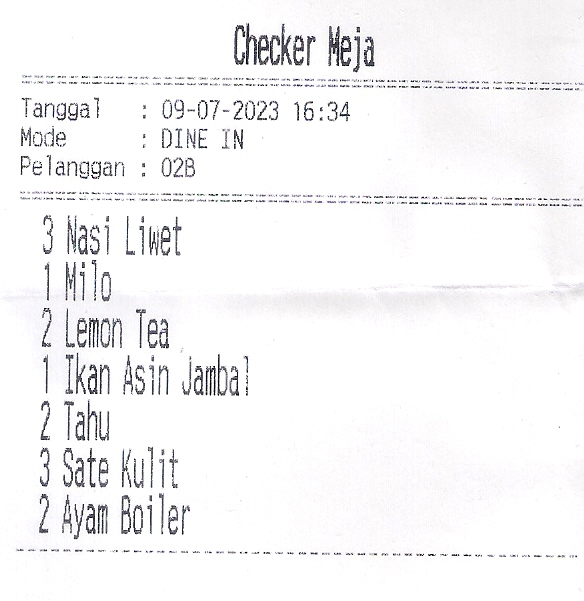 Checker Meja
Tanggal : 09-07-2023 16:34
Mode : DINE IN
Pelanggan : 02B
3 Nasi Liwet
1 Milo
2 Lemon Tea
1 Ikan Asin Jambal
2 Tahu
3 Sate Kulit
2 Ayam Boiler